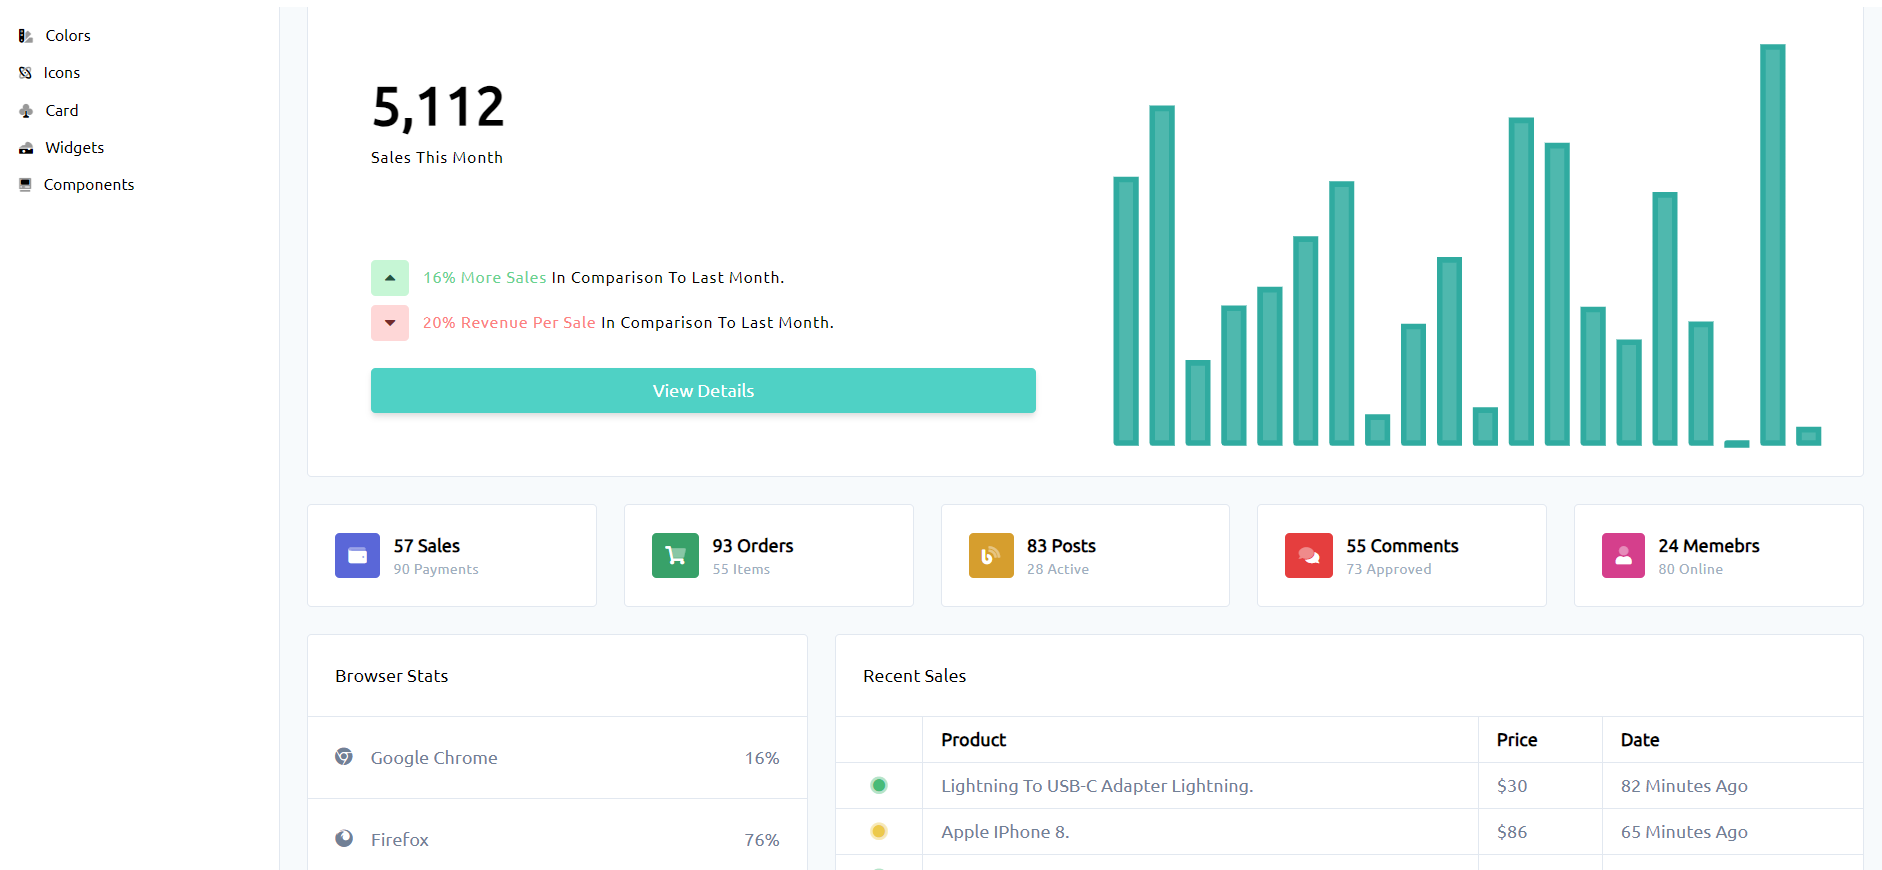 Colors
Icons
Card
Widgets
Components
5,112
Sales This Month
16% More Sales In Comparison To Last Month.
20% Revenue Per Sale In Comparison To Last Month.
View Details
57 Sales
90 Payments
93 Orders
55 Items
83 Posts
28 Active
55 Comments
73 Approved
24 Memebrs
80 Online
Browser Stats
Google Chrome 16%
Firefox 76%
Recent Sales
Product Price Date
Lightning To USB-C Adapter Lightning. $30 82 Minutes Ago
Apple IPhone 8. $86 65 Minutes Ago